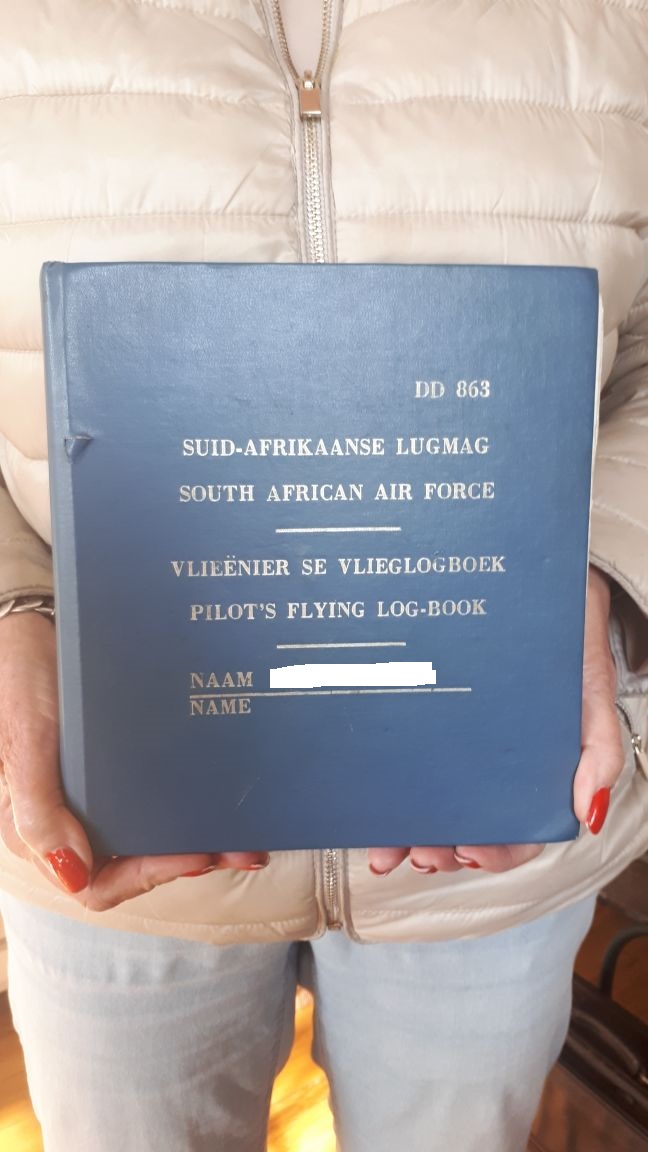 DD 863
SUID-AFRIKAANSE LUGMAG
SOUTH AFRICAN AIR FORCE
VLIEËNIER SE VLIEGLOGBOEK
PILOT'S FLYING LOG-BOOK
NAAM
NAME